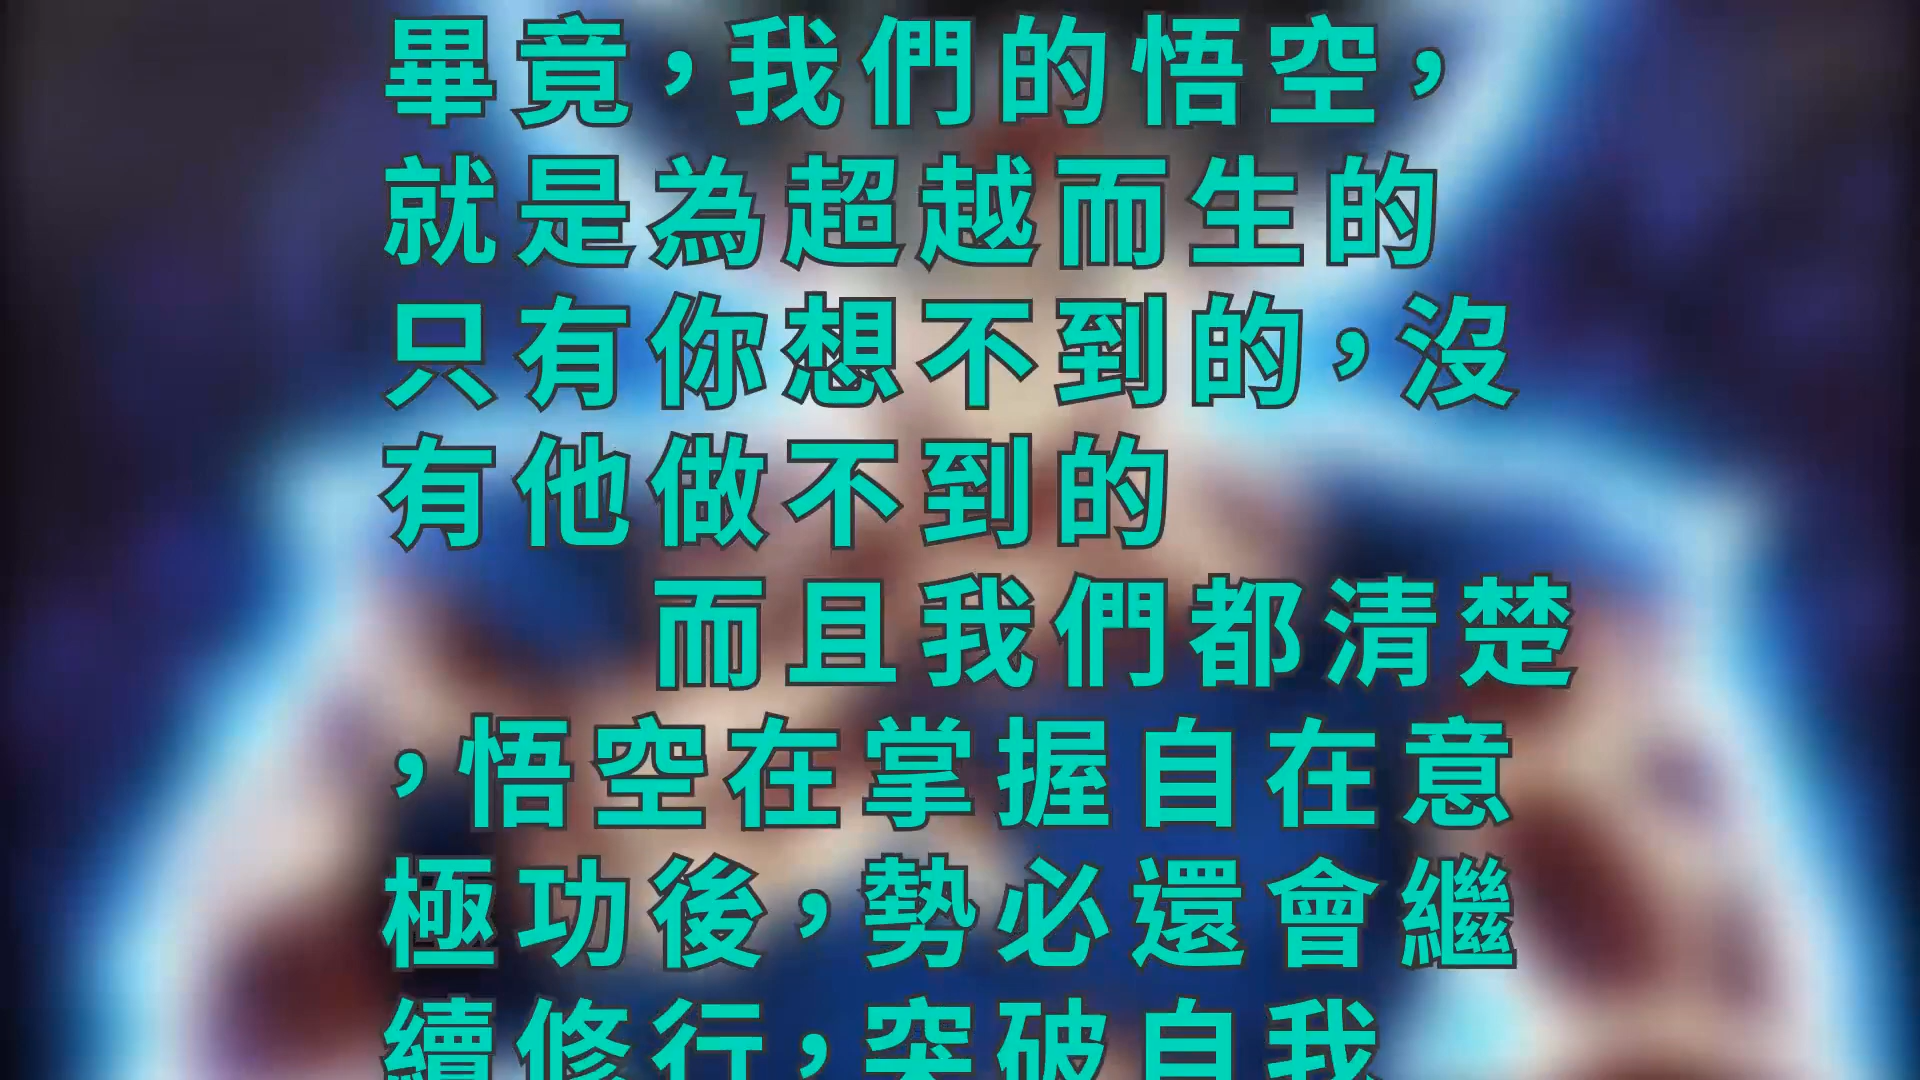 畢竟，我們的悟空，
就是為超越而生的
只有你想不到的，沒
有他做不到的
而且我們都清楚
，悟空在掌握自在意
極功後，勢必還會繼
續修行，突破自我